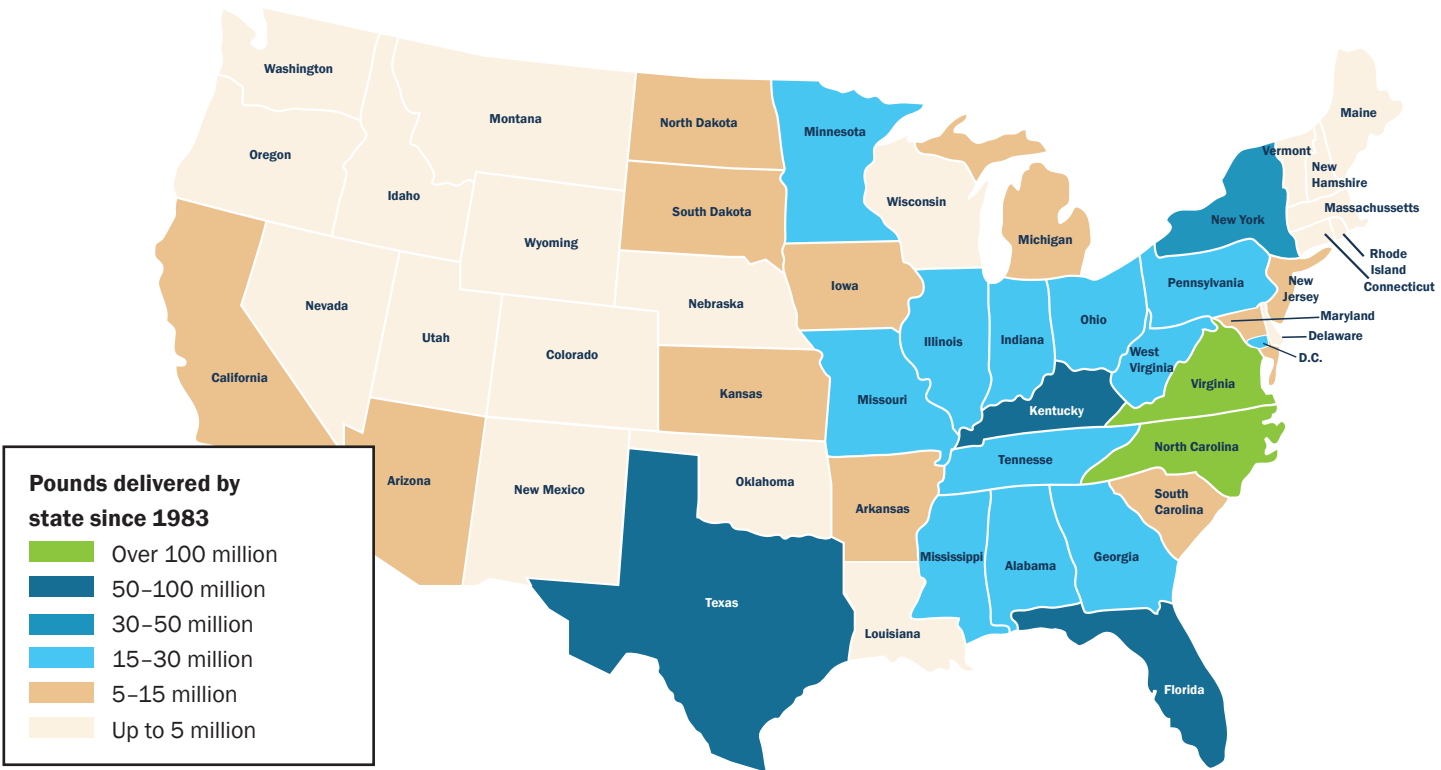 Washington
Oregon
Idaho
Montana
Wyoming
Nevada
Utah
Colorado
California
Arizona
New Mexico
North Dakota
South Dakota
Nebraska
Kansas
Oklahoma
Texas
Minnesota
Iowa
Missouri
Arkansas
Louisiana
Wisconsin
Illinois
Michigan
Indiana
Ohio
Kentucky
Tennesse
Mississippi
Alabama
Georgia
Florida
South
Carolina
North Carolina
Virginia
West
Virginia
Pennsylvania
New York
Vermont
New
Hamshire
Maine
Massachussetts
Rhode
Island
Connecticut
New
Jersey
Maryland
Delaware
D.C.
Pounds delivered by
state since 1983
Over 100 million
50–100 million
30–50 million
15–30 million
5–15 million
Up to 5 million